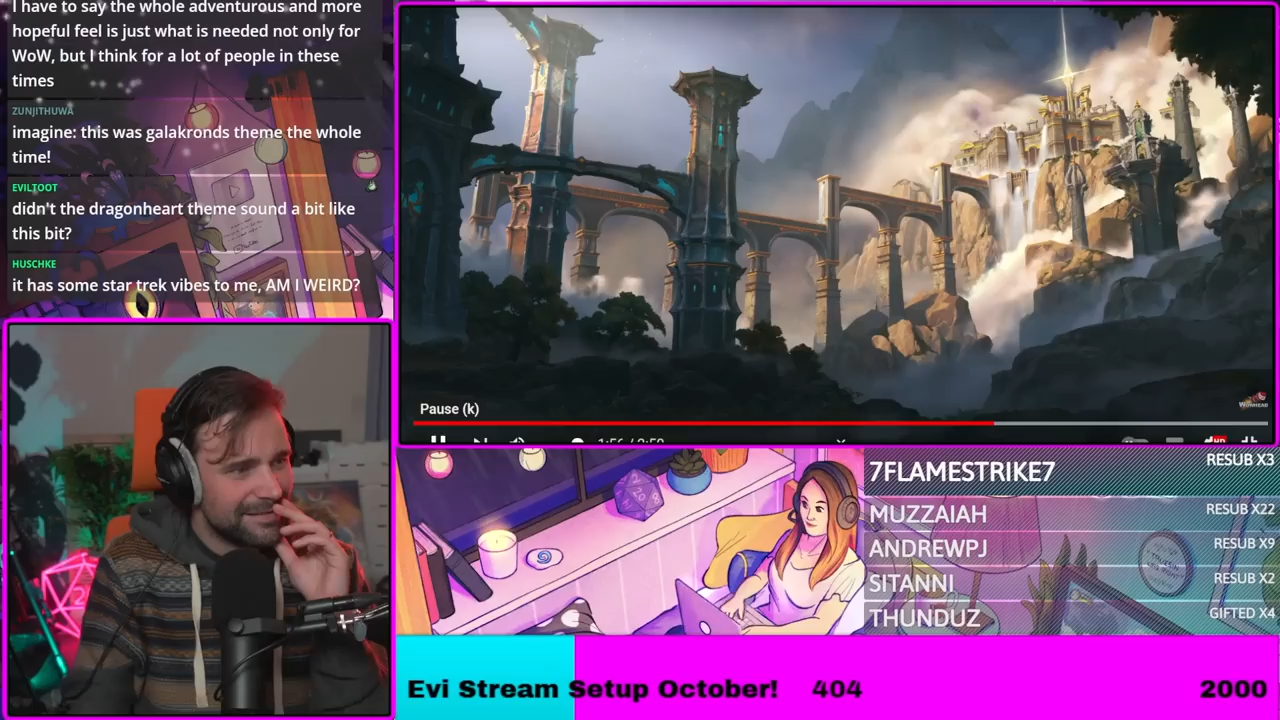 I have to say the whole adventurous and more
hopeful feel is just what is needed not only for
WoW, but I think for a lot of people in these
times
ZUNJITHUWA
imagine: this was galakronds theme the whole
time!
EVILTOOT
didn't the dragonheart theme sound a bit like
this bit?
HUSCHKE
it has some star trek vibes to me, AM I WEIRD?
Pause (k)
WOWHEAD
7FLAMESTRIKE7 RESUB X3
MUZZAIAH RESUB X22
ANDREWPJ RESUB X9
SITANNI RESUB X2
THUNDUZ GIFTED X4
Evi Stream Setup October! 404 2000